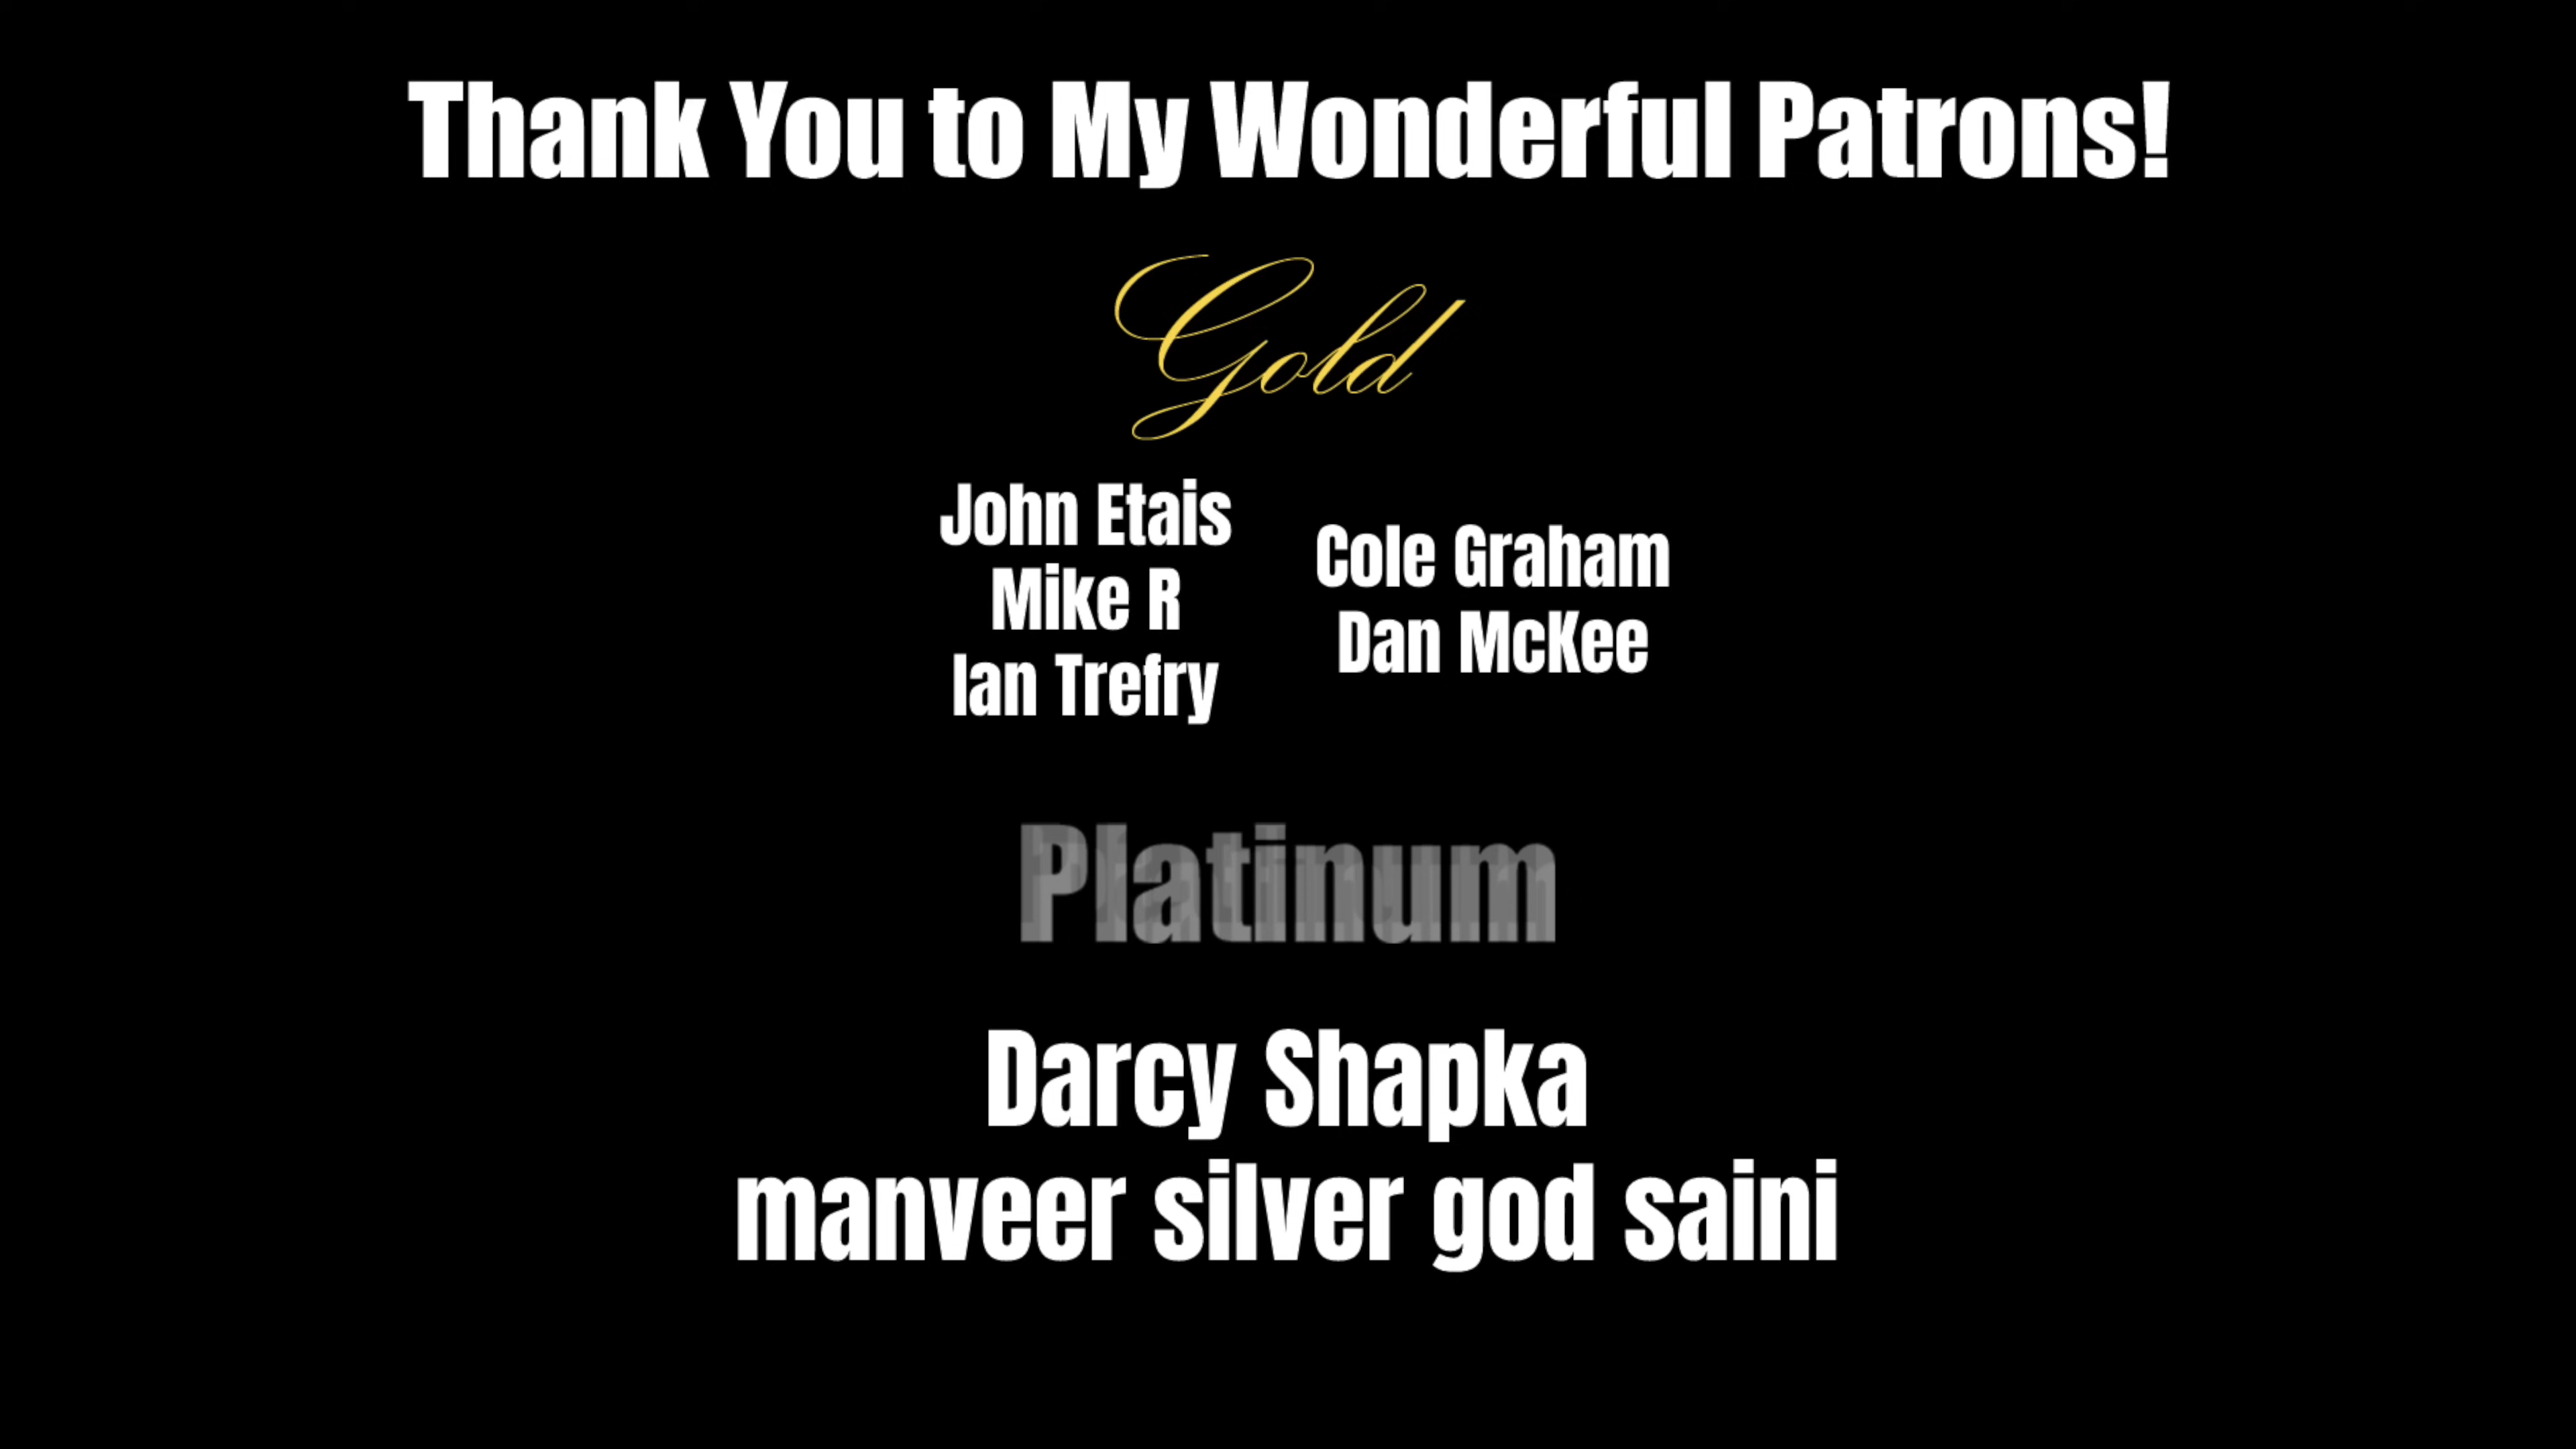 Thank You to My Wonderful Patrons!
Gold
John Etais
Mike R
Ian Trefry
Cole Graham
Dan McKee
Platinum
Darcy Shapka
manveer silver god saini